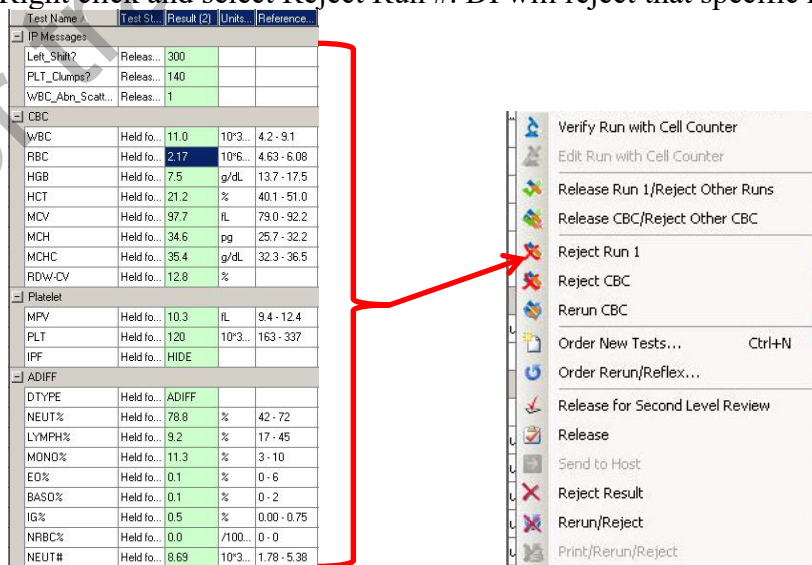 Right click and select Reject Run #. DI will reject that specific
Test Name Test St... Result (2) Units... Reference...
IP Messages
Left_Shift? Releas... 300
PLT_Clumps? Releas... 140
WBC_Abn_Scatt... Releas... 1
CBC
WBC Held fo... 11.0 10^3... 4.2 - 9.1
RBC Held fo... 2.17 10^6... 4.63 - 6.08
HGB Held fo... 7.5 g/dL 13.7 - 17.5
HCT Held fo... 21.2 % 40.1 - 51.0
MCV Held fo... 97.7 fL 79.0 - 92.2
MCH Held fo... 34.6 pg 25.7 - 32.2
MCHC Held fo... 35.4 g/dL 32.3 - 36.5
RDW-CV Held fo... 12.8 %
Platelet
MPV Held fo... 10.3 fL 9.4 - 12.4
PLT Held fo... 120 10^3... 163 - 337
IPF Held fo... HIDE
ADIFF
DTYPE Held fo... ADIFF
NEUT% Held fo... 78.8 % 42 - 72
LYMPH% Held fo... 9.2 % 17 - 45
MONO% Held fo... 11.3 % 3 - 10
EO% Held fo... 0.1 % 0 - 6
BASO% Held fo... 0.1 % 0 - 2
IG% Held fo... 0.5 % 0.00 - 0.75
NRBC% Held fo... 0.0 /100... 0 - 0
NEUT# Held fo... 8.69 10^3... 1.78 - 5.38
Verify Run with Cell Counter
Edit Run with Cell Counter
Release Run 1/Reject Other Runs
Release CBC/Reject Other CBC
Reject Run 1
Reject CBC
Rerun CBC
Order New Tests... Ctrl+N
Order Rerun/Reflex...
Release for Second Level Review
Release
Send to Host
Reject Result
Rerun/Reject
Print/Rerun/Reject